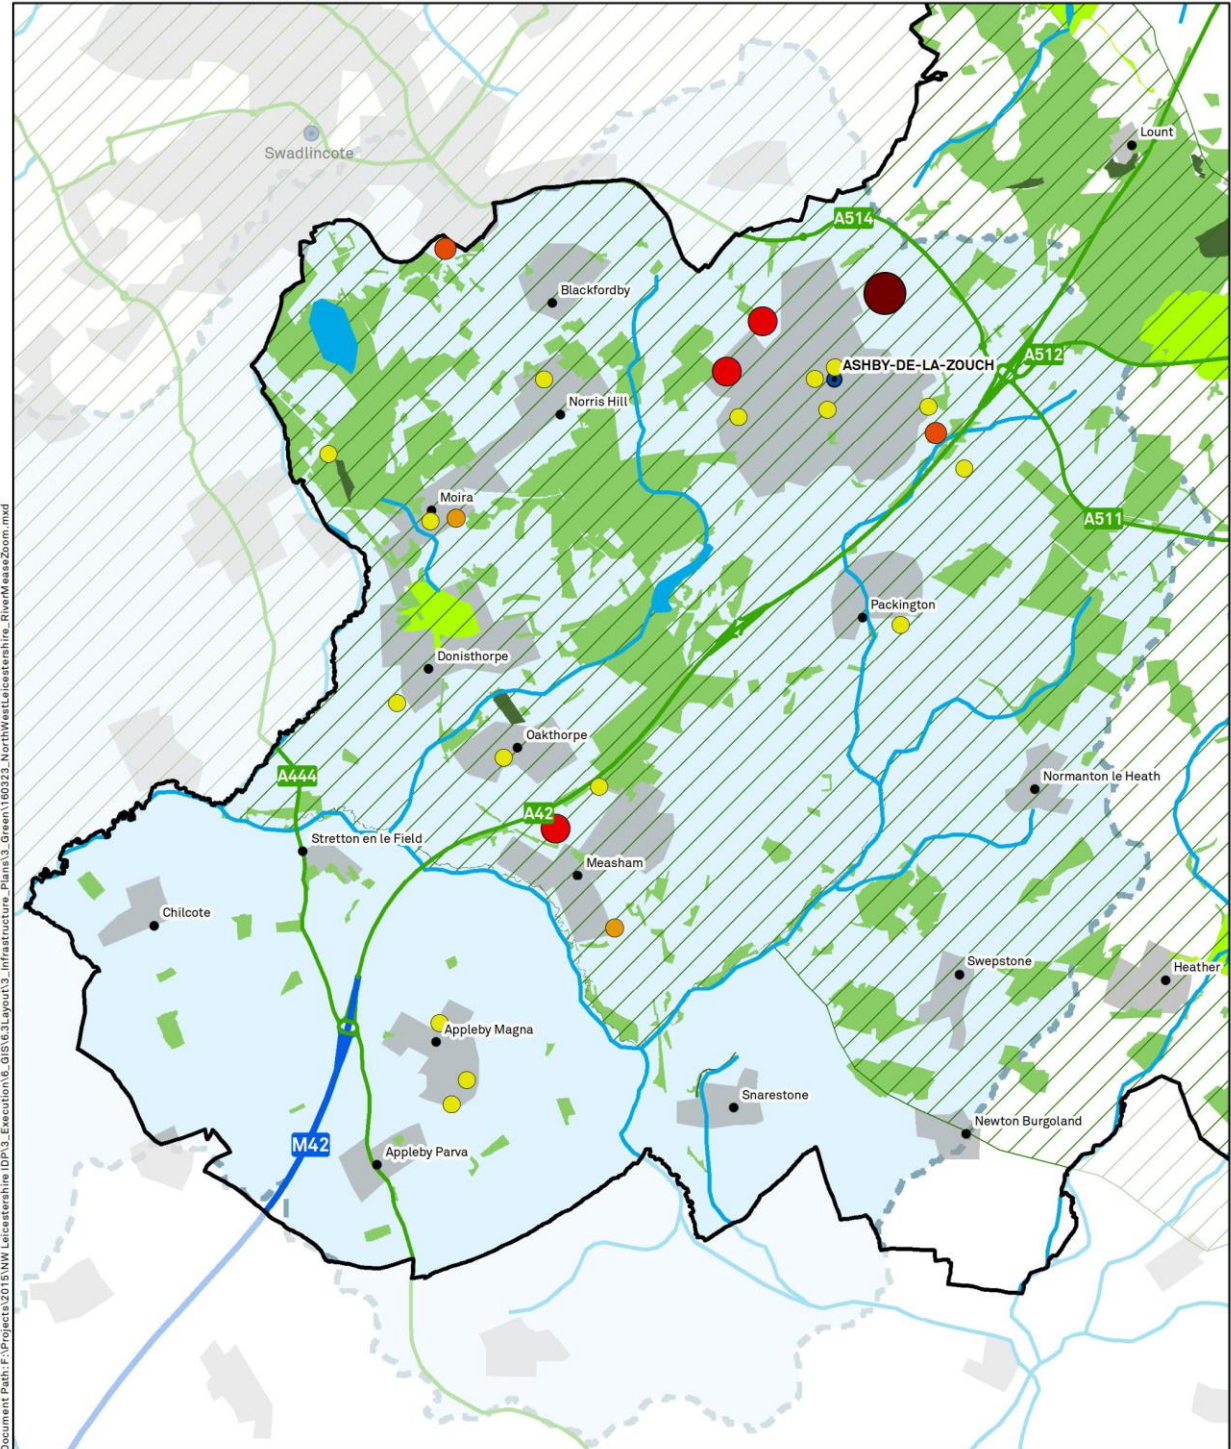 Swadlincote
Lount
A514
Blackfordby
A512
ASHBY-DE-LA-ZOUCH
Norris Hill
Moira
A511
Packington
Donisthorpe
Oakthorpe
A444
Normanton le Heath
A42
Stretton en le Field
Measham
Chilcote
Swepstone
Heather
Appleby Magna
Snarestone
Newton Burgoland
M42
Appleby Parva
Document Path: F:\Projects\2015\NW Leicestershire IDP\3_Execution\6_GIS\6.3Layout\3_Infrastructure_Plans\3_Green\160323_NorthWestLeicestershire_RiverMeaseZoom.mxd